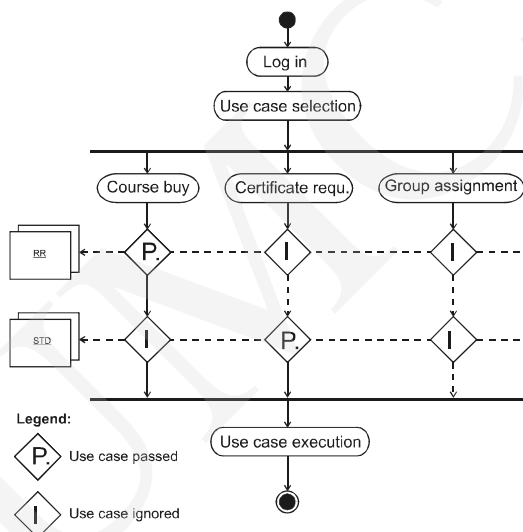 Log in
Use case selection
Course buy
Certificate requ.
Group assignment
RR
P.
I
I
STD
I
P.
I
Legend:
Use case execution
P.
Use case passed
I
Use case ignored
UMC